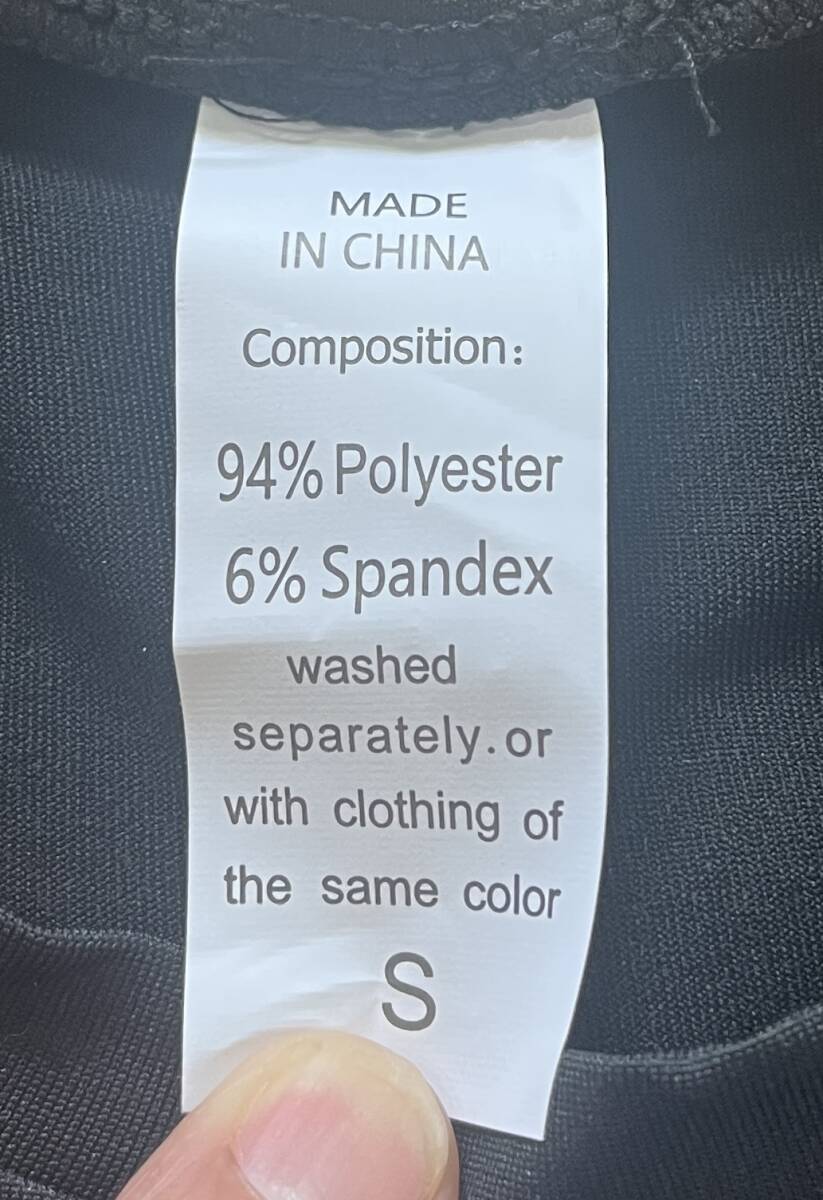 MADE
IN CHINA
Composition:
94% Polyester
6% Spandex
washed
separately.or
with clothing of
the same color
S